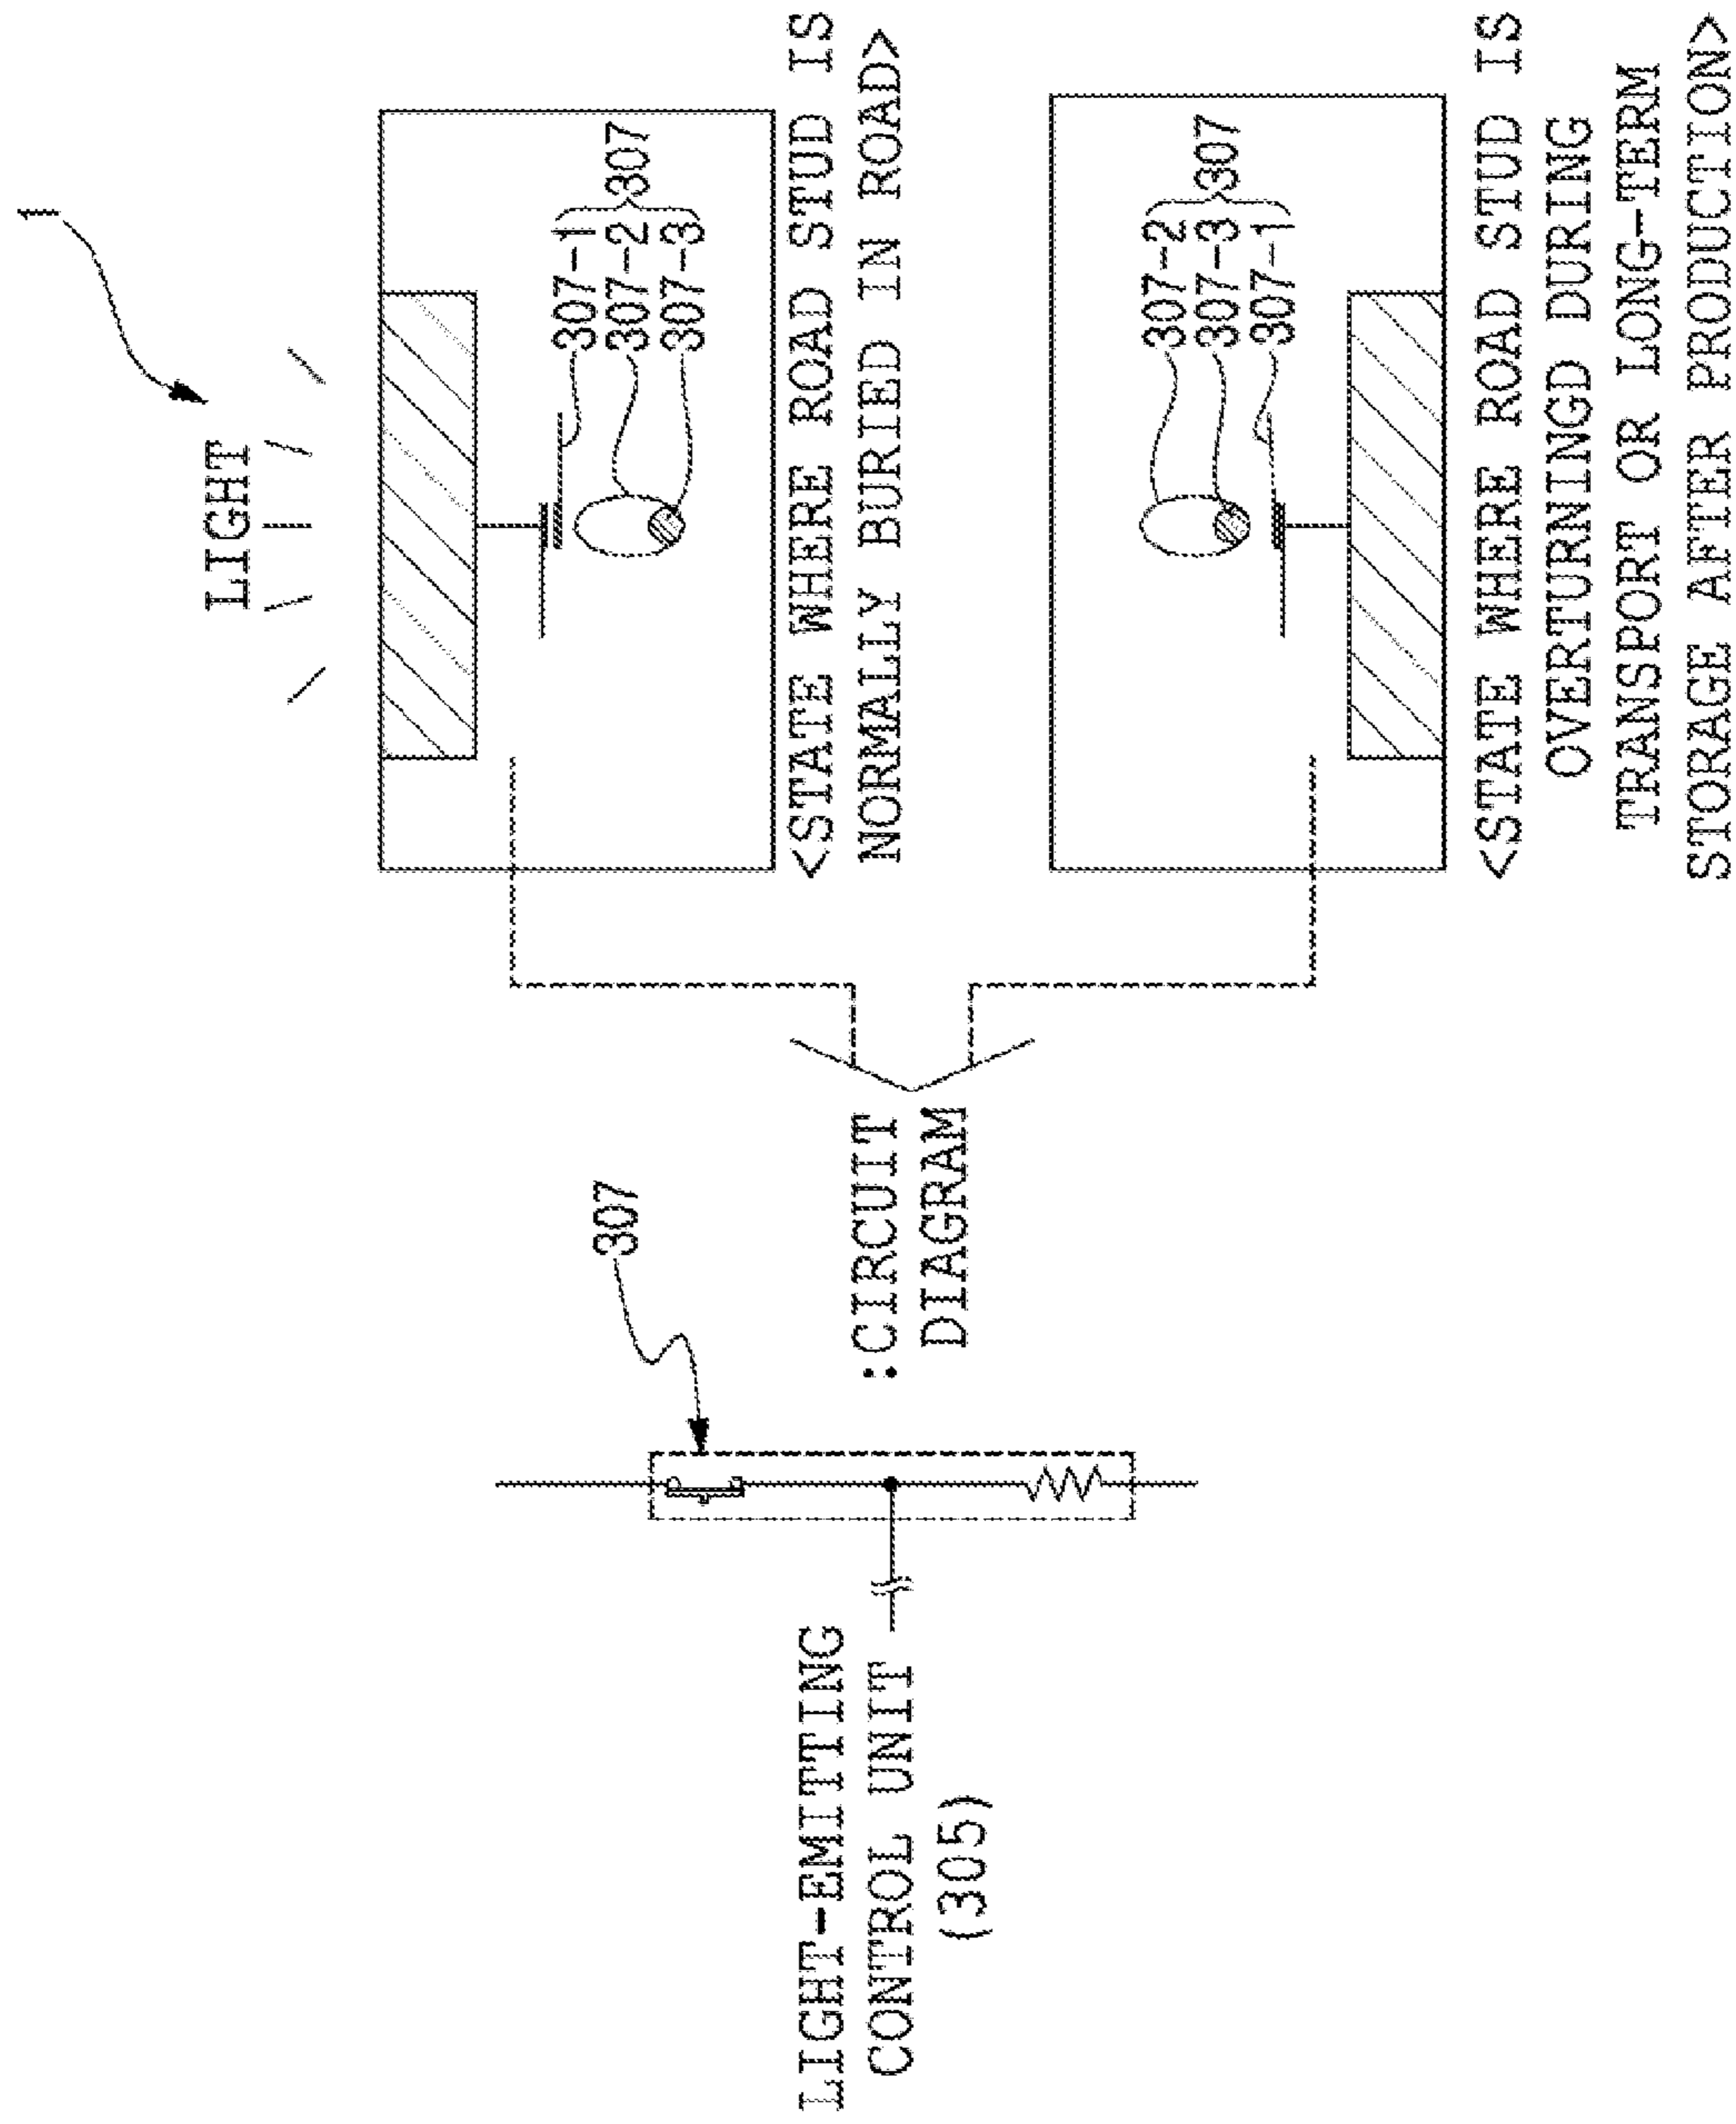 1
LIGHT
307-1
307-2
307-3
307
<STATE WHERE ROAD STUD IS
NORMALLY BURIED IN ROAD>
307-2
307-3
307-1
307
<STATE WHERE ROAD STUD IS
OVERTURNINGD DURING
TRANSPORT OR LONG-TERM
STORAGE AFTER PRODUCTION>
307
:CIRCUIT
DIAGRAM
LIGHT-EMITTING
CONTROL UNIT
(305)